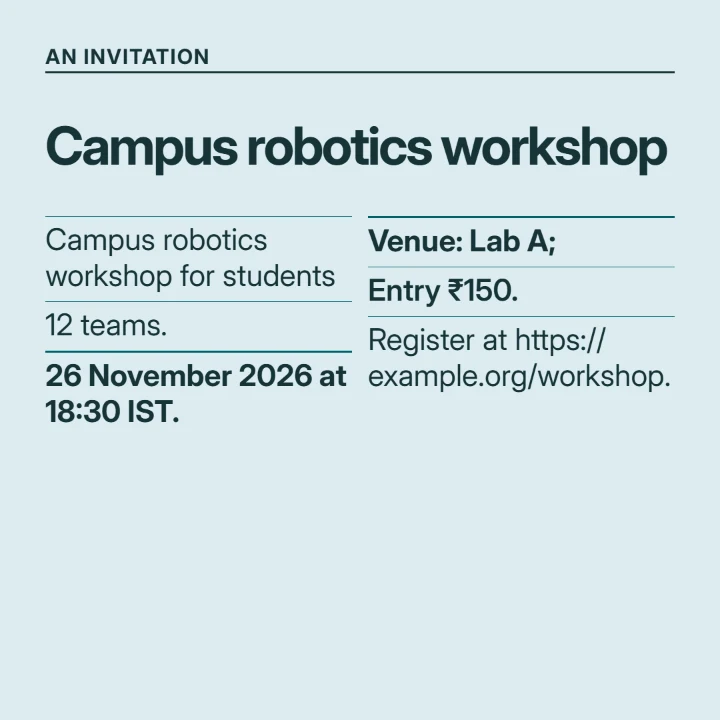 AN INVITATION
Campus robotics workshop
Campus robotics
workshop for students
12 teams.
26 November 2026 at
18:30 IST.
Venue: Lab A;
Entry ₹150.
Register at https://
example.org/workshop.